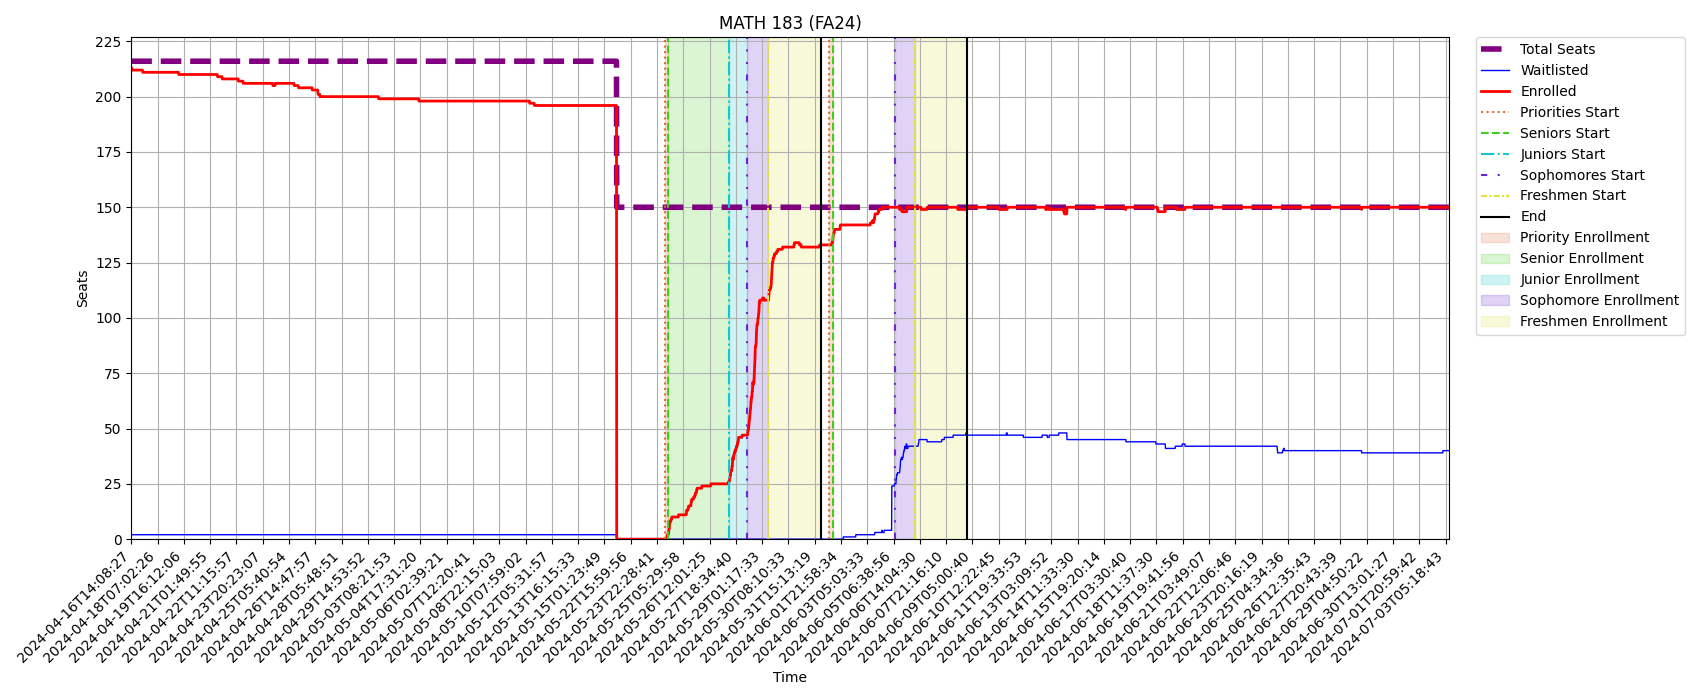 MATH 183 (FA24)
Seats
225
200
175
150
125
100
75
50
25
0
2024-04-16T14:08:27
2024-04-18T07:02:26
2024-04-19T16:12:06
2024-04-21T01:49:55
2024-04-22T11:15:57
2024-04-23T20:23:07
2024-04-25T05:40:54
2024-04-26T14:47:57
2024-04-28T05:48:51
2024-04-29T14:53:52
2024-05-03T08:21:53
2024-05-04T17:31:20
2024-05-06T02:39:21
2024-05-07T12:20:41
2024-05-08T22:15:03
2024-05-10T07:59:02
2024-05-12T05:31:57
2024-05-13T16:15:33
2024-05-15T01:23:49
2024-05-22T15:59:56
2024-05-23T22:28:41
2024-05-25T05:29:58
2024-05-26T12:01:25
2024-05-27T18:34:40
2024-05-29T01:17:33
2024-05-30T08:10:33
2024-05-31T15:13:19
2024-06-01T21:58:34
2024-06-03T05:03:33
2024-06-05T06:38:56
2024-06-06T14:04:30
2024-06-07T21:16:10
2024-06-09T05:00:40
2024-06-10T12:22:45
2024-06-11T19:33:53
2024-06-13T03:09:52
2024-06-14T11:33:30
2024-06-15T19:20:14
2024-06-17T03:30:40
2024-06-18T11:37:30
2024-06-19T19:41:56
2024-06-21T03:49:07
2024-06-22T12:06:46
2024-06-23T20:16:19
2024-06-25T04:34:36
2024-06-26T12:35:43
2024-06-27T20:43:39
2024-06-29T04:50:22
2024-06-30T13:01:27
2024-07-01T20:59:42
2024-07-03T05:18:43
Time
Total Seats
Waitlisted
Enrolled
Priorities Start
Seniors Start
Juniors Start
Sophomores Start
Freshmen Start
End
Priority Enrollment
Senior Enrollment
Junior Enrollment
Sophomore Enrollment
Freshmen Enrollment